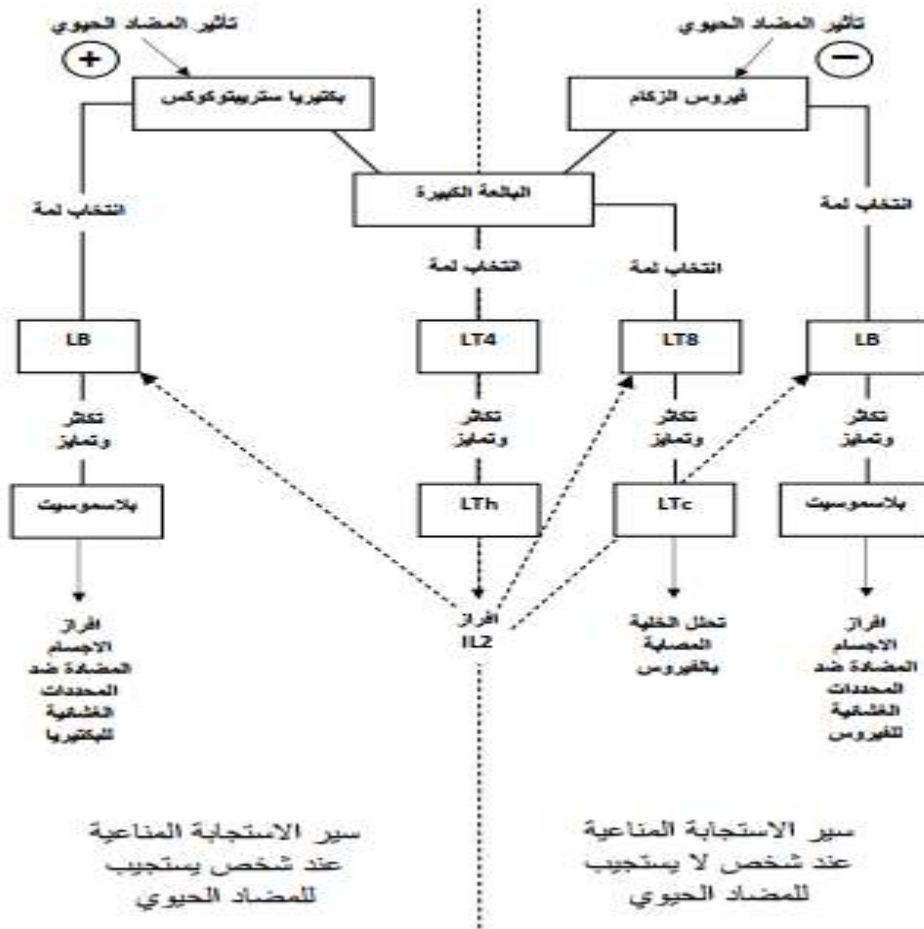 تأثير المضاد الحيوي
تأثير المضاد الحيوي
+
−
بكتيريا ستريبتوكوكس
فيروس الزكام
البالعة الكبيرة
انتخاب لمة
انتخاب لمة
انتخاب لمة
انتخاب لمة
LB
LT4
LT8
LB
تكاثر
وتمايز
تكاثر
وتمايز
تكاثر
وتمايز
تكاثر
وتمايز
بلاسموسيت
LTh
LTc
بلاسموسيت
افراز
الاجسام
المضادة ضد
المحددات
الغشائية
للبكتيريا
افراز
IL2
تحلل الخلية
المصابة
بالفيروس
افراز
الاجسام
المضادة ضد
المحددات
الغشائية
للفيروس
سير الاستجابة المناعية
عند شخص يستجيب
للمضاد الحيوي
سير الاستجابة المناعية
عند شخص لا يستجيب
للمضاد الحيوي